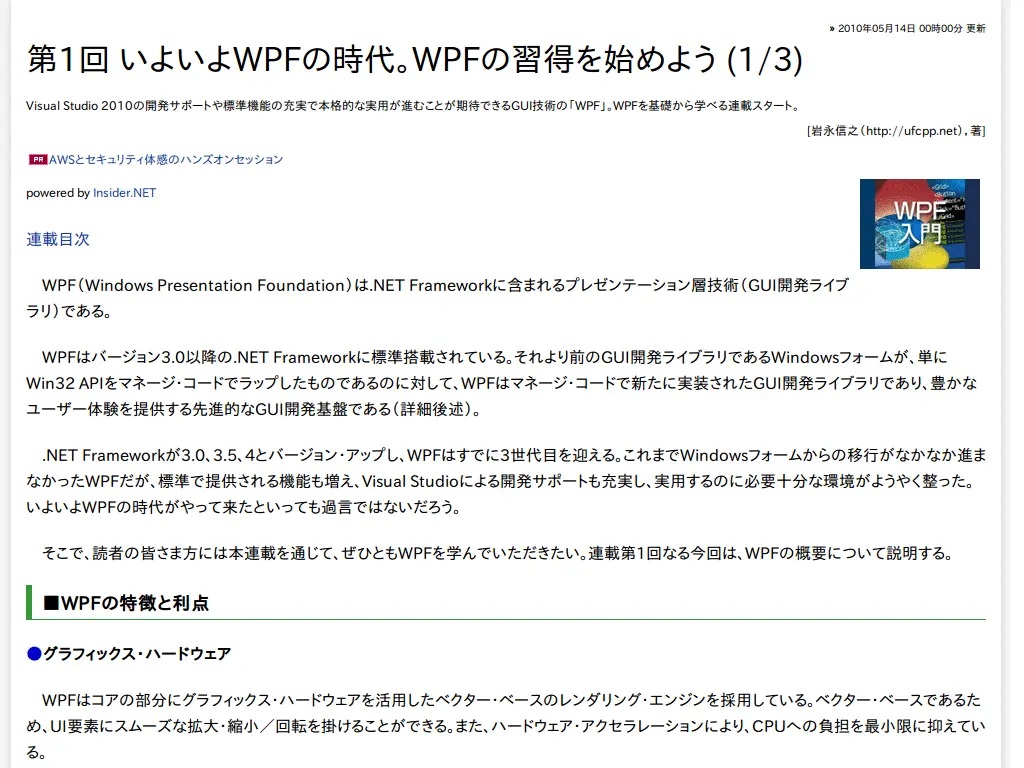 » 2010年05月14日 00時00分 更新
第1回 いよいよWPFの時代。WPFの習得を始めよう (1/3)
Visual Studio 2010の開発サポートや標準機能の充実で本格的な実用が進むことが期待できるGUI技術の「WPF」。WPFを基礎から学べる連載スタート。
[岩永信之（http://ufcpp.net），著]
PR AWSとセキュリティ体感のハンズオンセッション
powered by Insider.NET
WPF
入門
連載目次
WPF（Windows Presentation Foundation）は.NET Frameworkに含まれるプレゼンテーション層技術（GUI開発ライブ
ラリ）である。
WPFはバージョン3.0以降の.NET Frameworkに標準搭載されている。それより前のGUI開発ライブラリであるWindowsフォームが、単に
Win32 APIをマネージ・コードでラップしたものであるのに対して、WPFはマネージ・コードで新たに実装されたGUI開発ライブラリであり、豊かな
ユーザー体験を提供する先進的なGUI開発基盤である（詳細後述）。
.NET Frameworkが3.0、3.5、4とバージョン・アップし、WPFはすでに3世代目を迎える。これまでWindowsフォームからの移行がなかなか進ま
なかったWPFだが、標準で提供される機能も増え、Visual Studioによる開発サポートも充実し、実用するのに必要十分な環境がようやく整った。
いよいよWPFの時代がやって来たといっても過言ではないだろう。
そこで、読者の皆さま方には本連載を通じて、ぜひともWPFを学んでいただきたい。連載第1回なる今回は、WPFの概要について説明する。
■WPFの特徴と利点
●グラフィックス・ハードウェア
WPFはコアの部分にグラフィックス・ハードウェアを活用したベクター・ベースのレンダリング・エンジンを採用している。ベクター・ベースであるた
め、UI要素にスムーズな拡大・縮小／回転を掛けることができる。また、ハードウェア・アクセラレーションにより、CPUへの負担を最小限に抑えてい
る。